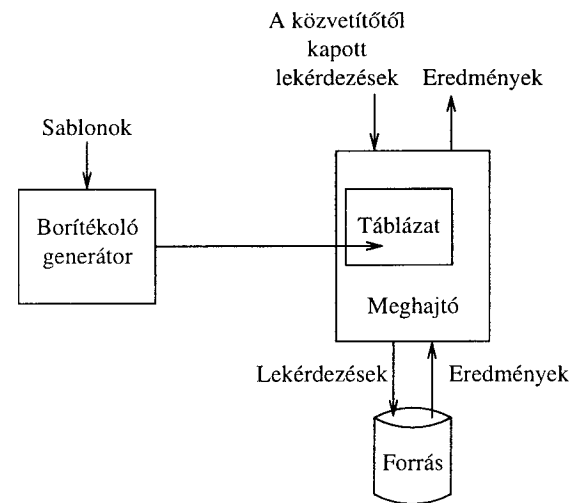 A közvetítőtől
kapott
lekérdezések
Eredmények
Sablonok
Borítékoló
generátor
Táblázat
Meghajtó
Lekérdezések
Eredmények
Forrás